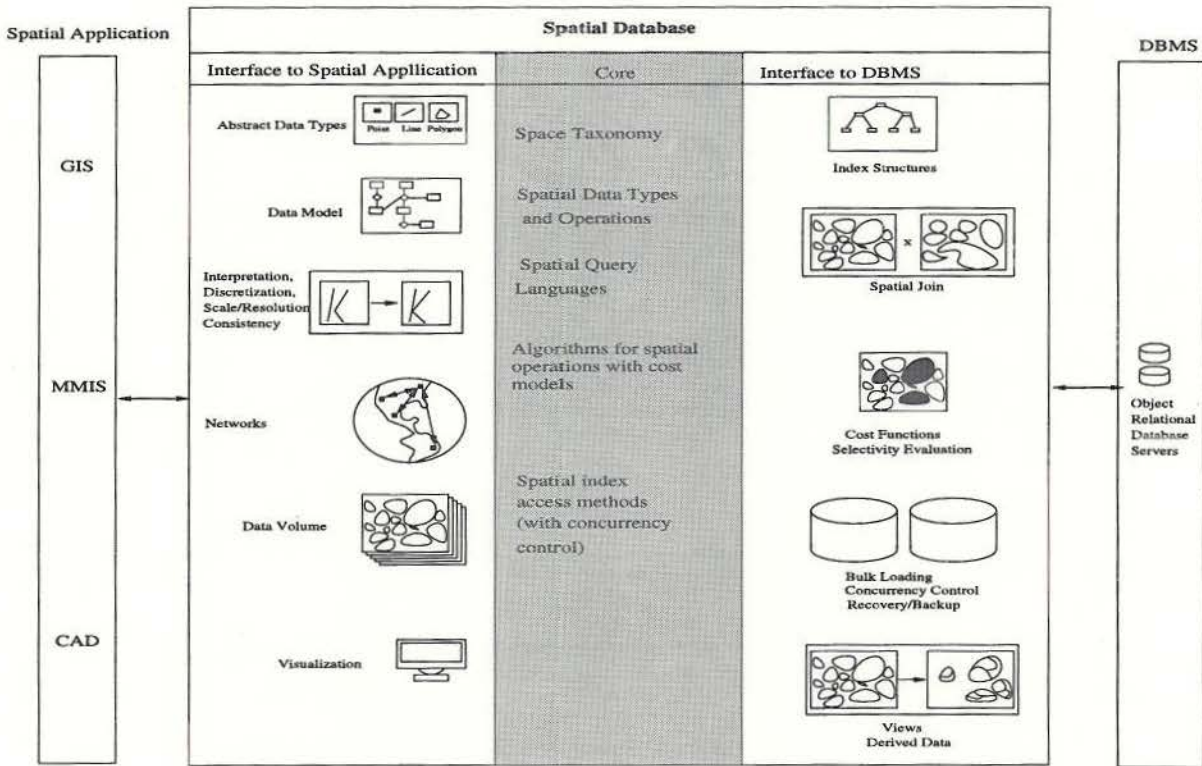 Spatial Application
Spatial Database
DBMS
Interface to Spatial Appllication
Core
Interface to DBMS
GIS
MMIS
CAD
Abstract Data Types
Point Line Polygon
Data Model
Interpretation,
Discretization,
Scale/Resolution
Consistency
K
K
Networks
Data Volume
Visualization
Space Taxonomy
Spatial Data Types
and Operations
Spatial Query
Languages
Algorithms for spatial
operations with cost
models
Spatial index
access methods
(with concurrency
control)
Index Structures
x
Spatial Join
Cost Functions
Selectivity Evaluation
Bulk Loading
Concurrency Control
Recovery/Backup
Views
Derived Data
Object
Relational
Database
Servers